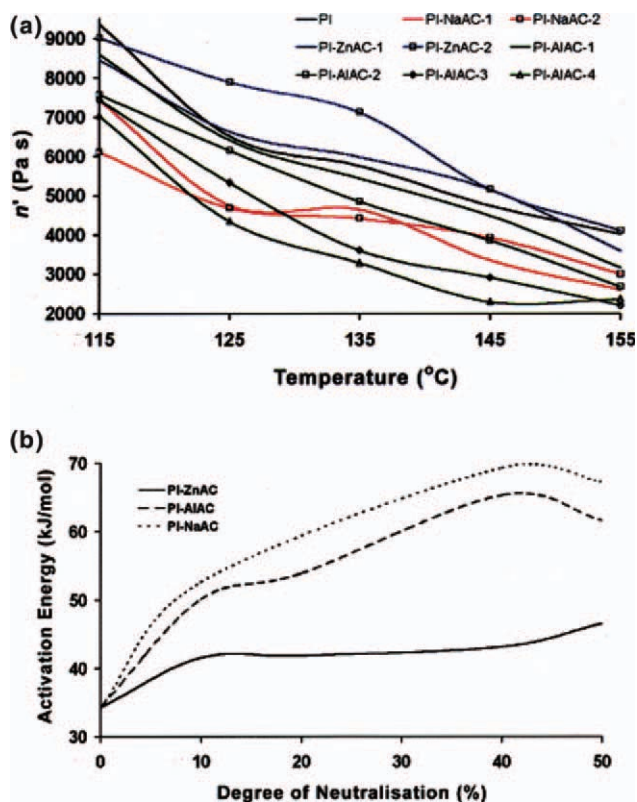 (a)
PI PI-NaAC-1 PI-NaAC-2
PI-ZnAC-1 PI-ZnAC-2 PI-AlAC-1
PI-AlAC-2 PI-AlAC-3 PI-AlAC-4
n' (Pa s)
9000
8000
7000
6000
5000
4000
3000
2000
115 125 135 145 155
Temperature (°C)
(b)
PI-ZnAC
PI-AlAC
PI-NaAC
Activation Energy (kJ/mol)
70
60
50
40
30
0 10 20 30 40 50
Degree of Neutralisation (%)